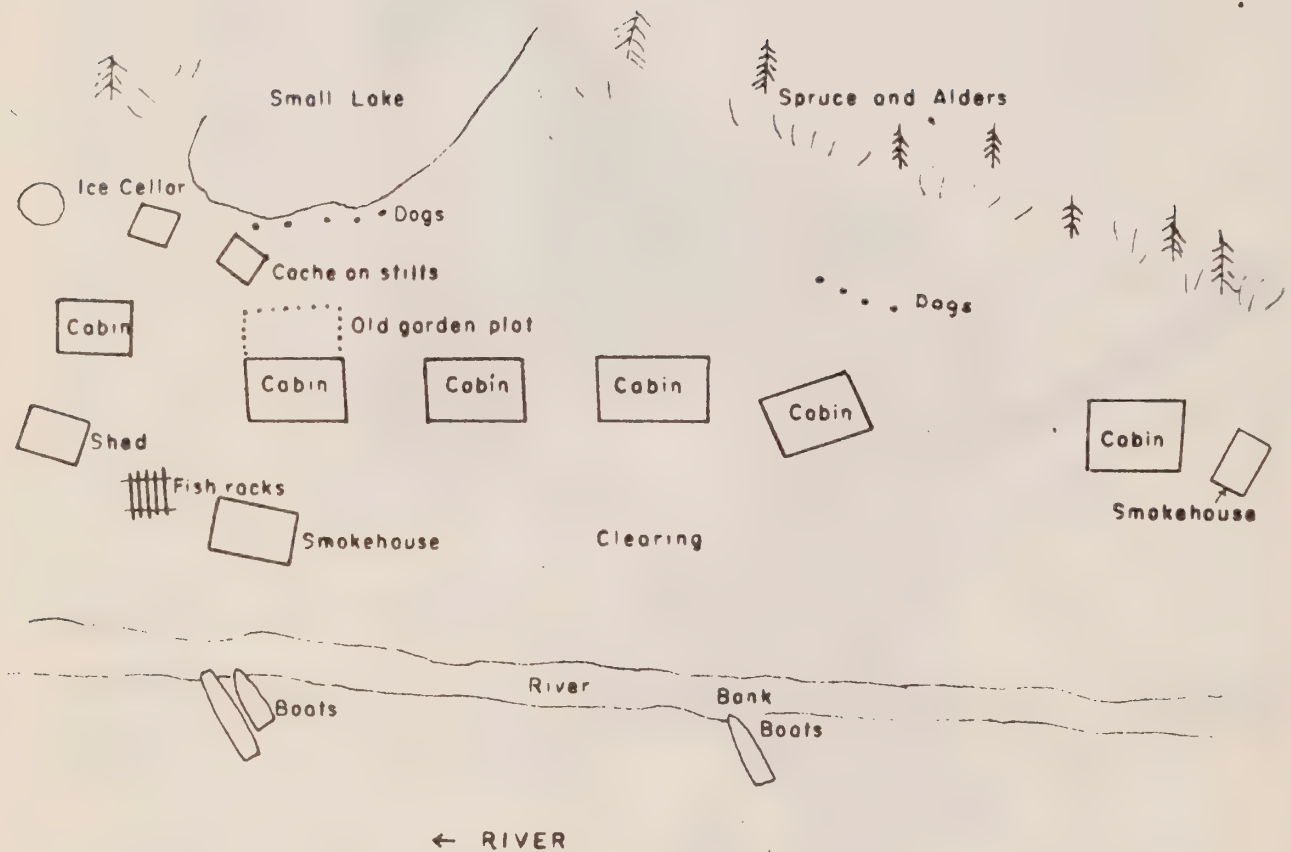 Small Lake
Spruce and Alders
Ice Cellar
Dogs
Cache on stilts
Dogs
Cabin
Old garden plot
Cabin
Cabin
Cabin
Cabin
Cabin
Shed
Fish racks
Smokehouse
Smokehouse
Clearing
River Bank
Boats
Boats
← RIVER